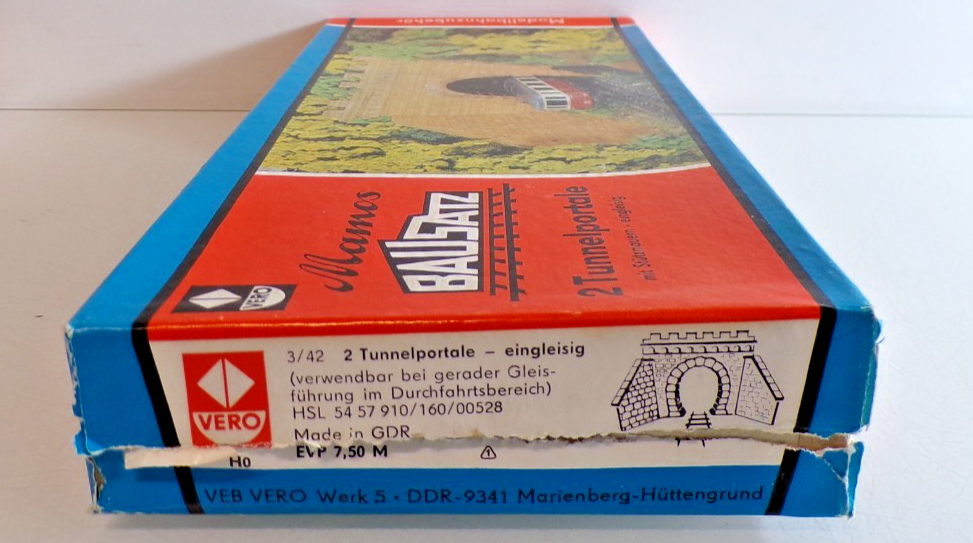 Modellbahnzubehör
Mamos
BAUSATZ
2 Tunnelportale
mit Stützmauern · eingleisig
VERO
VERO
3/42 2 Tunnelportale – eingleisig
(verwendbar bei gerader Gleis-
führung im Durchfahrtsbereich)
HSL 54 57 910/160/00528
Made in GDR
H0
EVP 7,50 M
1
VEB VERO Werk 5 · DDR-9341 Marienberg-Hüttengrund